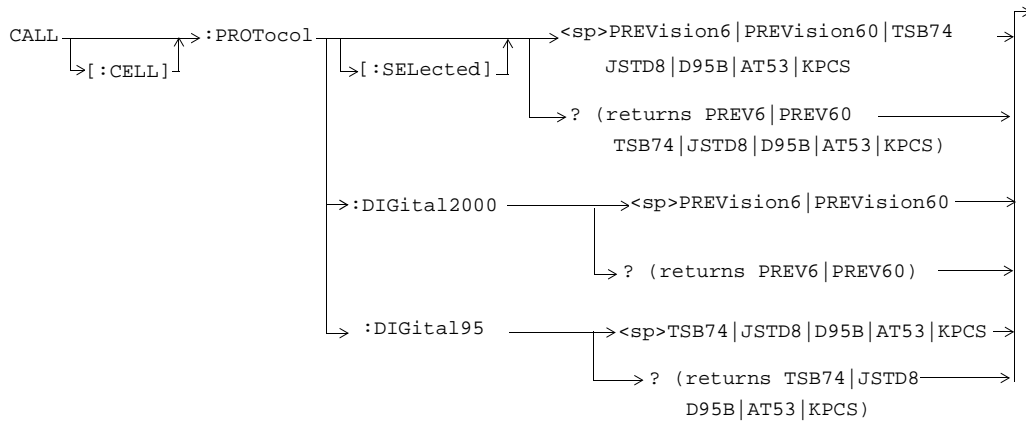 CALL :PROTocol <sp>PREVision6|PREVision60|TSB74
[:CELL] [:SELected] JSTD8|D95B|AT53|KPCS
? (returns PREV6|PREV60
TSB74|JSTD8|D95B|AT53|KPCS)
:DIGital2000 <sp>PREVision6|PREVision60
? (returns PREV6|PREV60)
:DIGital95 <sp>TSB74|JSTD8|D95B|AT53|KPCS
? (returns TSB74|JSTD8
D95B|AT53|KPCS)